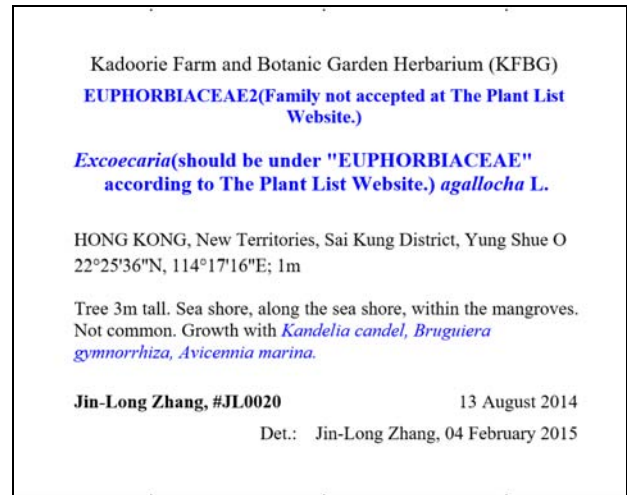 Kadoorie Farm and Botanic Garden Herbarium (KFBG)
EUPHORBIACEAE2(Family not accepted at The Plant List
Website.)
Excoecaria(should be under "EUPHORBIACEAE"
according to The Plant List Website.) agallocha L.
HONG KONG, New Territories, Sai Kung District, Yung Shue O
22°25'36"N, 114°17'16"E; 1m
Tree 3m tall. Sea shore, along the sea shore, within the mangroves.
Not common. Growth with Kandelia candel, Bruguiera
gymnorrhiza, Avicennia marina.
Jin-Long Zhang, #JL0020 13 August 2014
Det.: Jin-Long Zhang, 04 February 2015